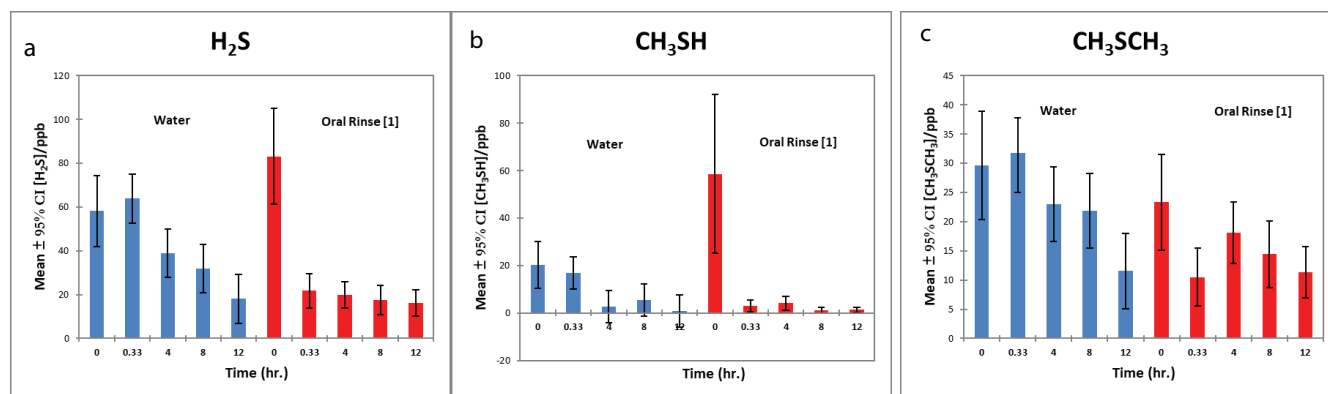 a
H₂S
120
100
80
60
40
20
0
Mean ± 95% CI [H₂S]/ppb
Water
Oral Rinse [1]
0 0.33 4 8 12 0 0.33 4 8 12
Time (hr.)
b
CH₃SH
100
80
60
40
20
0
-20
Mean ± 95% CI [CH₃SH]/ppb
Water
Oral Rinse [1]
0 0.33 4 8 12 0 0.33 4 8 12
Time (hr.)
c
CH₃SCH₃
45
40
35
30
25
20
15
10
5
0
Mean ± 95% CI [CH₃SCH₃]/ppb
Water
Oral Rinse [1]
0 0.33 4 8 12 0 0.33 4 8 12
Time (hr.)